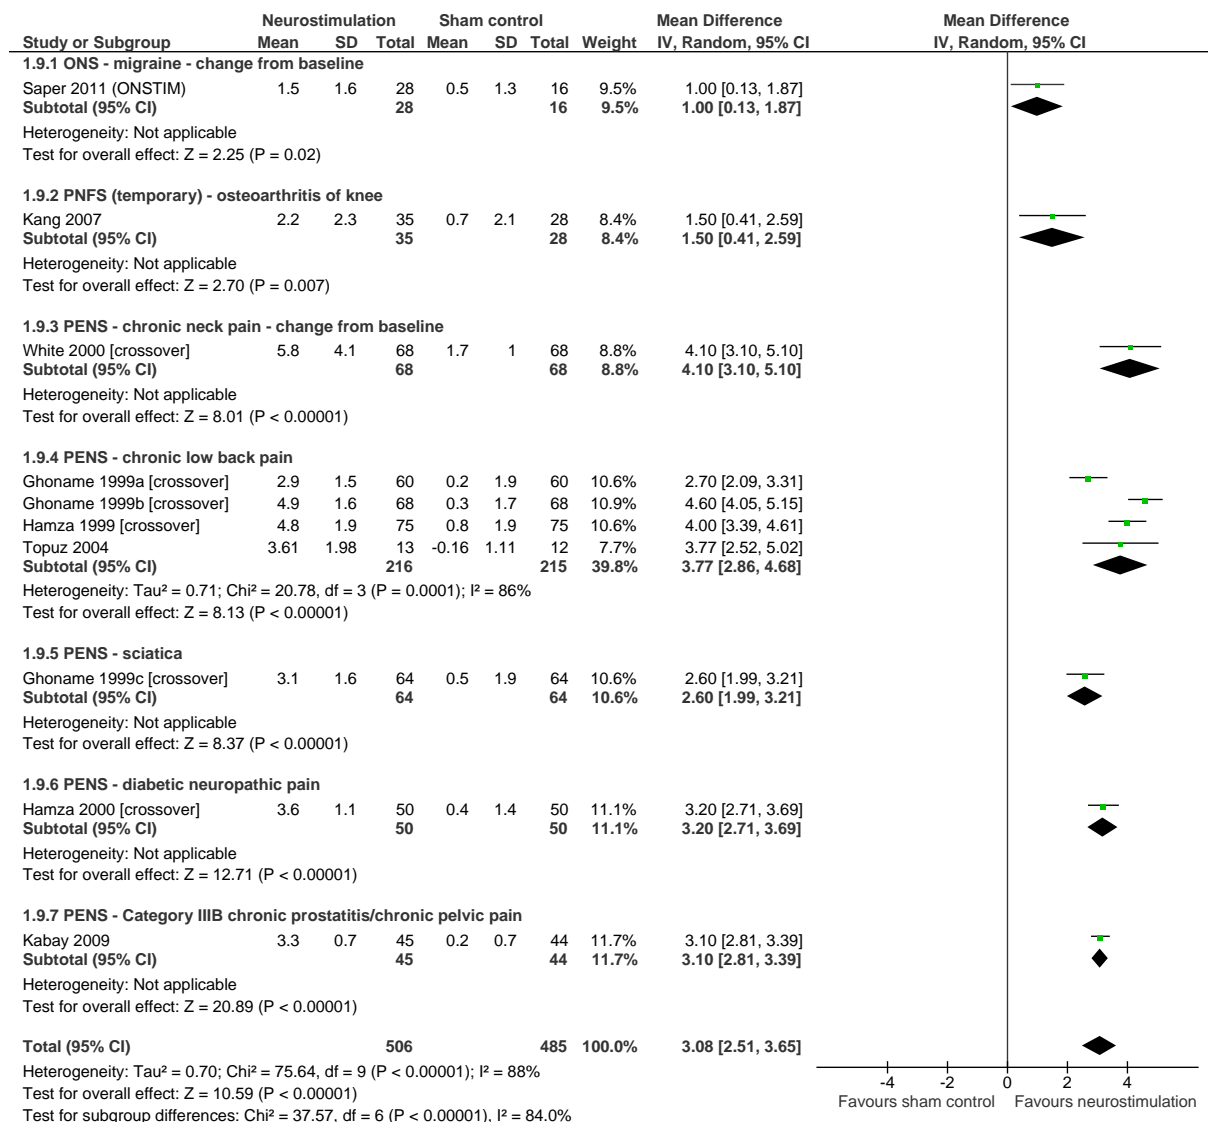 Neurostimulation Sham control Mean Difference Mean Difference
Study or Subgroup Mean SD Total Mean SD Total Weight IV, Random, 95% CI IV, Random, 95% CI
1.9.1 ONS - migraine - change from baseline
Saper 2011 (ONSTIM) 1.5 1.6 28 0.5 1.3 16 9.5% 1.00 [0.13, 1.87]
Subtotal (95% CI) 28 16 9.5% 1.00 [0.13, 1.87]
Heterogeneity: Not applicable
Test for overall effect: Z = 2.25 (P = 0.02)
1.9.2 PNFS (temporary) - osteoarthritis of knee
Kang 2007 2.2 2.3 35 0.7 2.1 28 8.4% 1.50 [0.41, 2.59]
Subtotal (95% CI) 35 28 8.4% 1.50 [0.41, 2.59]
Heterogeneity: Not applicable
Test for overall effect: Z = 2.70 (P = 0.007)
1.9.3 PENS - chronic neck pain - change from baseline
White 2000 [crossover] 5.8 4.1 68 1.7 1 68 8.8% 4.10 [3.10, 5.10]
Subtotal (95% CI) 68 68 8.8% 4.10 [3.10, 5.10]
Heterogeneity: Not applicable
Test for overall effect: Z = 8.01 (P < 0.00001)
1.9.4 PENS - chronic low back pain
Ghoname 1999a [crossover] 2.9 1.5 60 0.2 1.9 60 10.6% 2.70 [2.09, 3.31]
Ghoname 1999b [crossover] 4.9 1.6 68 0.3 1.7 68 10.9% 4.60 [4.05, 5.15]
Hamza 1999 [crossover] 4.8 1.9 75 0.8 1.9 75 10.6% 4.00 [3.39, 4.61]
Topuz 2004 3.61 1.98 13 -0.16 1.11 12 7.7% 3.77 [2.52, 5.02]
Subtotal (95% CI) 216 215 39.8% 3.77 [2.86, 4.68]
Heterogeneity: Tau² = 0.71; Chi² = 20.78, df = 3 (P = 0.0001); I² = 86%
Test for overall effect: Z = 8.13 (P < 0.00001)
1.9.5 PENS - sciatica
Ghoname 1999c [crossover] 3.1 1.6 64 0.5 1.9 64 10.6% 2.60 [1.99, 3.21]
Subtotal (95% CI) 64 64 10.6% 2.60 [1.99, 3.21]
Heterogeneity: Not applicable
Test for overall effect: Z = 8.37 (P < 0.00001)
1.9.6 PENS - diabetic neuropathic pain
Hamza 2000 [crossover] 3.6 1.1 50 0.4 1.4 50 11.1% 3.20 [2.71, 3.69]
Subtotal (95% CI) 50 50 11.1% 3.20 [2.71, 3.69]
Heterogeneity: Not applicable
Test for overall effect: Z = 12.71 (P < 0.00001)
1.9.7 PENS - Category IIIB chronic prostatitis/chronic pelvic pain
Kabay 2009 3.3 0.7 45 0.2 0.7 44 11.7% 3.10 [2.81, 3.39]
Subtotal (95% CI) 45 44 11.7% 3.10 [2.81, 3.39]
Heterogeneity: Not applicable
Test for overall effect: Z = 20.89 (P < 0.00001)
Total (95% CI) 506 485 100.0% 3.08 [2.51, 3.65]
Heterogeneity: Tau² = 0.70; Chi² = 75.64, df = 9 (P < 0.00001); I² = 88%
Test for overall effect: Z = 10.59 (P < 0.00001)
Test for subgroup differences: Chi² = 37.57, df = 6 (P < 0.00001), I² = 84.0%
-4 -2 0 2 4
Favours sham control Favours neurostimulation